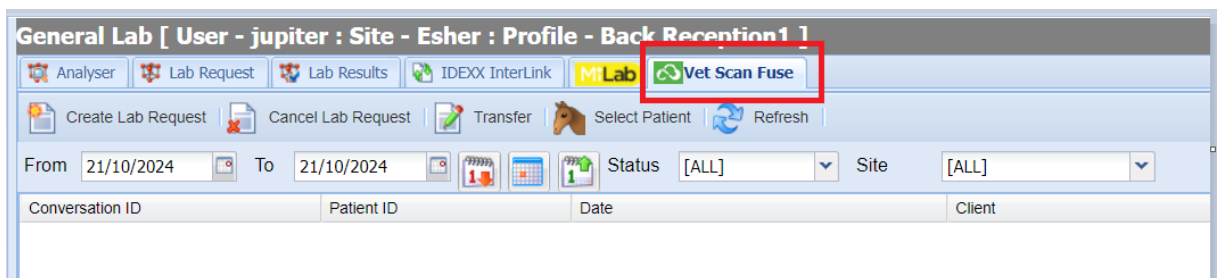 General Lab [ User - jupiter : Site - Esher : Profile - Back Reception1 ]
Analyser Lab Request Lab Results IDEXX InterLink MiLab Vet Scan Fuse
Create Lab Request Cancel Lab Request Transfer Select Patient Refresh
From 21/10/2024 To 21/10/2024 1 1 Status [ALL] Site [ALL]
Conversation ID Patient ID Date Client